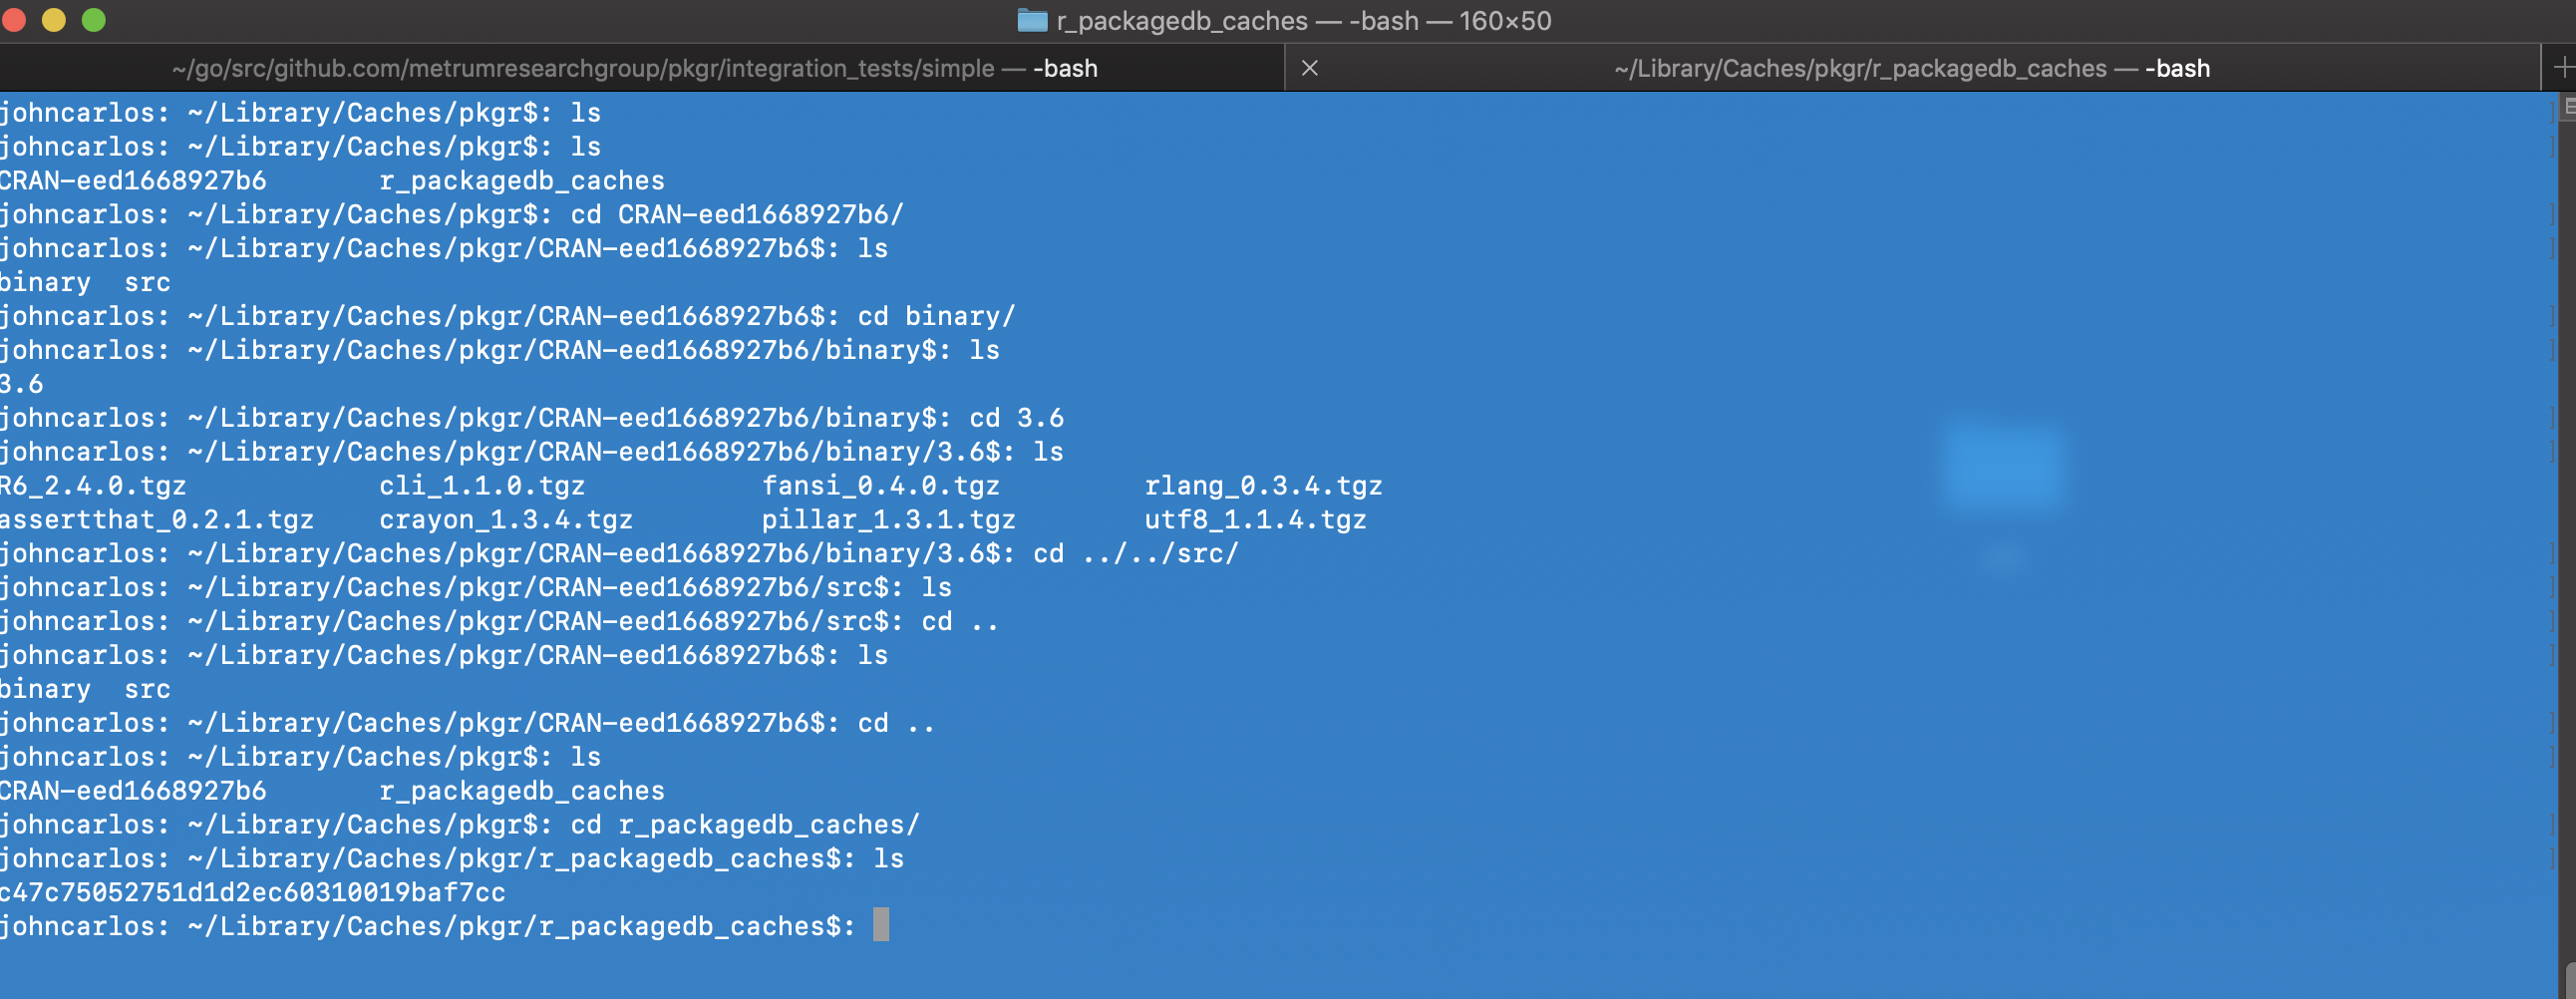 r_packagedb_caches — -bash — 160×50
~/go/src/github.com/metrumresearchgroup/pkgr/integration_tests/simple — -bash
~/Library/Caches/pkgr/r_packagedb_caches — -bash
johncarlos: ~/Library/Caches/pkgr$: ls
johncarlos: ~/Library/Caches/pkgr$: ls
CRAN-eed1668927b6       r_packagedb_caches
johncarlos: ~/Library/Caches/pkgr$: cd CRAN-eed1668927b6/
johncarlos: ~/Library/Caches/pkgr/CRAN-eed1668927b6$: ls
binary  src
johncarlos: ~/Library/Caches/pkgr/CRAN-eed1668927b6$: cd binary/
johncarlos: ~/Library/Caches/pkgr/CRAN-eed1668927b6/binary$: ls
3.6
johncarlos: ~/Library/Caches/pkgr/CRAN-eed1668927b6/binary$: cd 3.6
johncarlos: ~/Library/Caches/pkgr/CRAN-eed1668927b6/binary/3.6$: ls
R6_2.4.0.tgz            cli_1.1.0.tgz           fansi_0.4.0.tgz         rlang_0.3.4.tgz
assertthat_0.2.1.tgz    crayon_1.3.4.tgz        pillar_1.3.1.tgz        utf8_1.1.4.tgz
johncarlos: ~/Library/Caches/pkgr/CRAN-eed1668927b6/binary/3.6$: cd ../../src/
johncarlos: ~/Library/Caches/pkgr/CRAN-eed1668927b6/src$: ls
johncarlos: ~/Library/Caches/pkgr/CRAN-eed1668927b6/src$: cd ..
johncarlos: ~/Library/Caches/pkgr/CRAN-eed1668927b6$: ls
binary  src
johncarlos: ~/Library/Caches/pkgr/CRAN-eed1668927b6$: cd ..
johncarlos: ~/Library/Caches/pkgr$: ls
CRAN-eed1668927b6       r_packagedb_caches
johncarlos: ~/Library/Caches/pkgr$: cd r_packagedb_caches/
johncarlos: ~/Library/Caches/pkgr/r_packagedb_caches$: ls
c47c75052751d1d2ec60310019baf7cc
johncarlos: ~/Library/Caches/pkgr/r_packagedb_caches$: